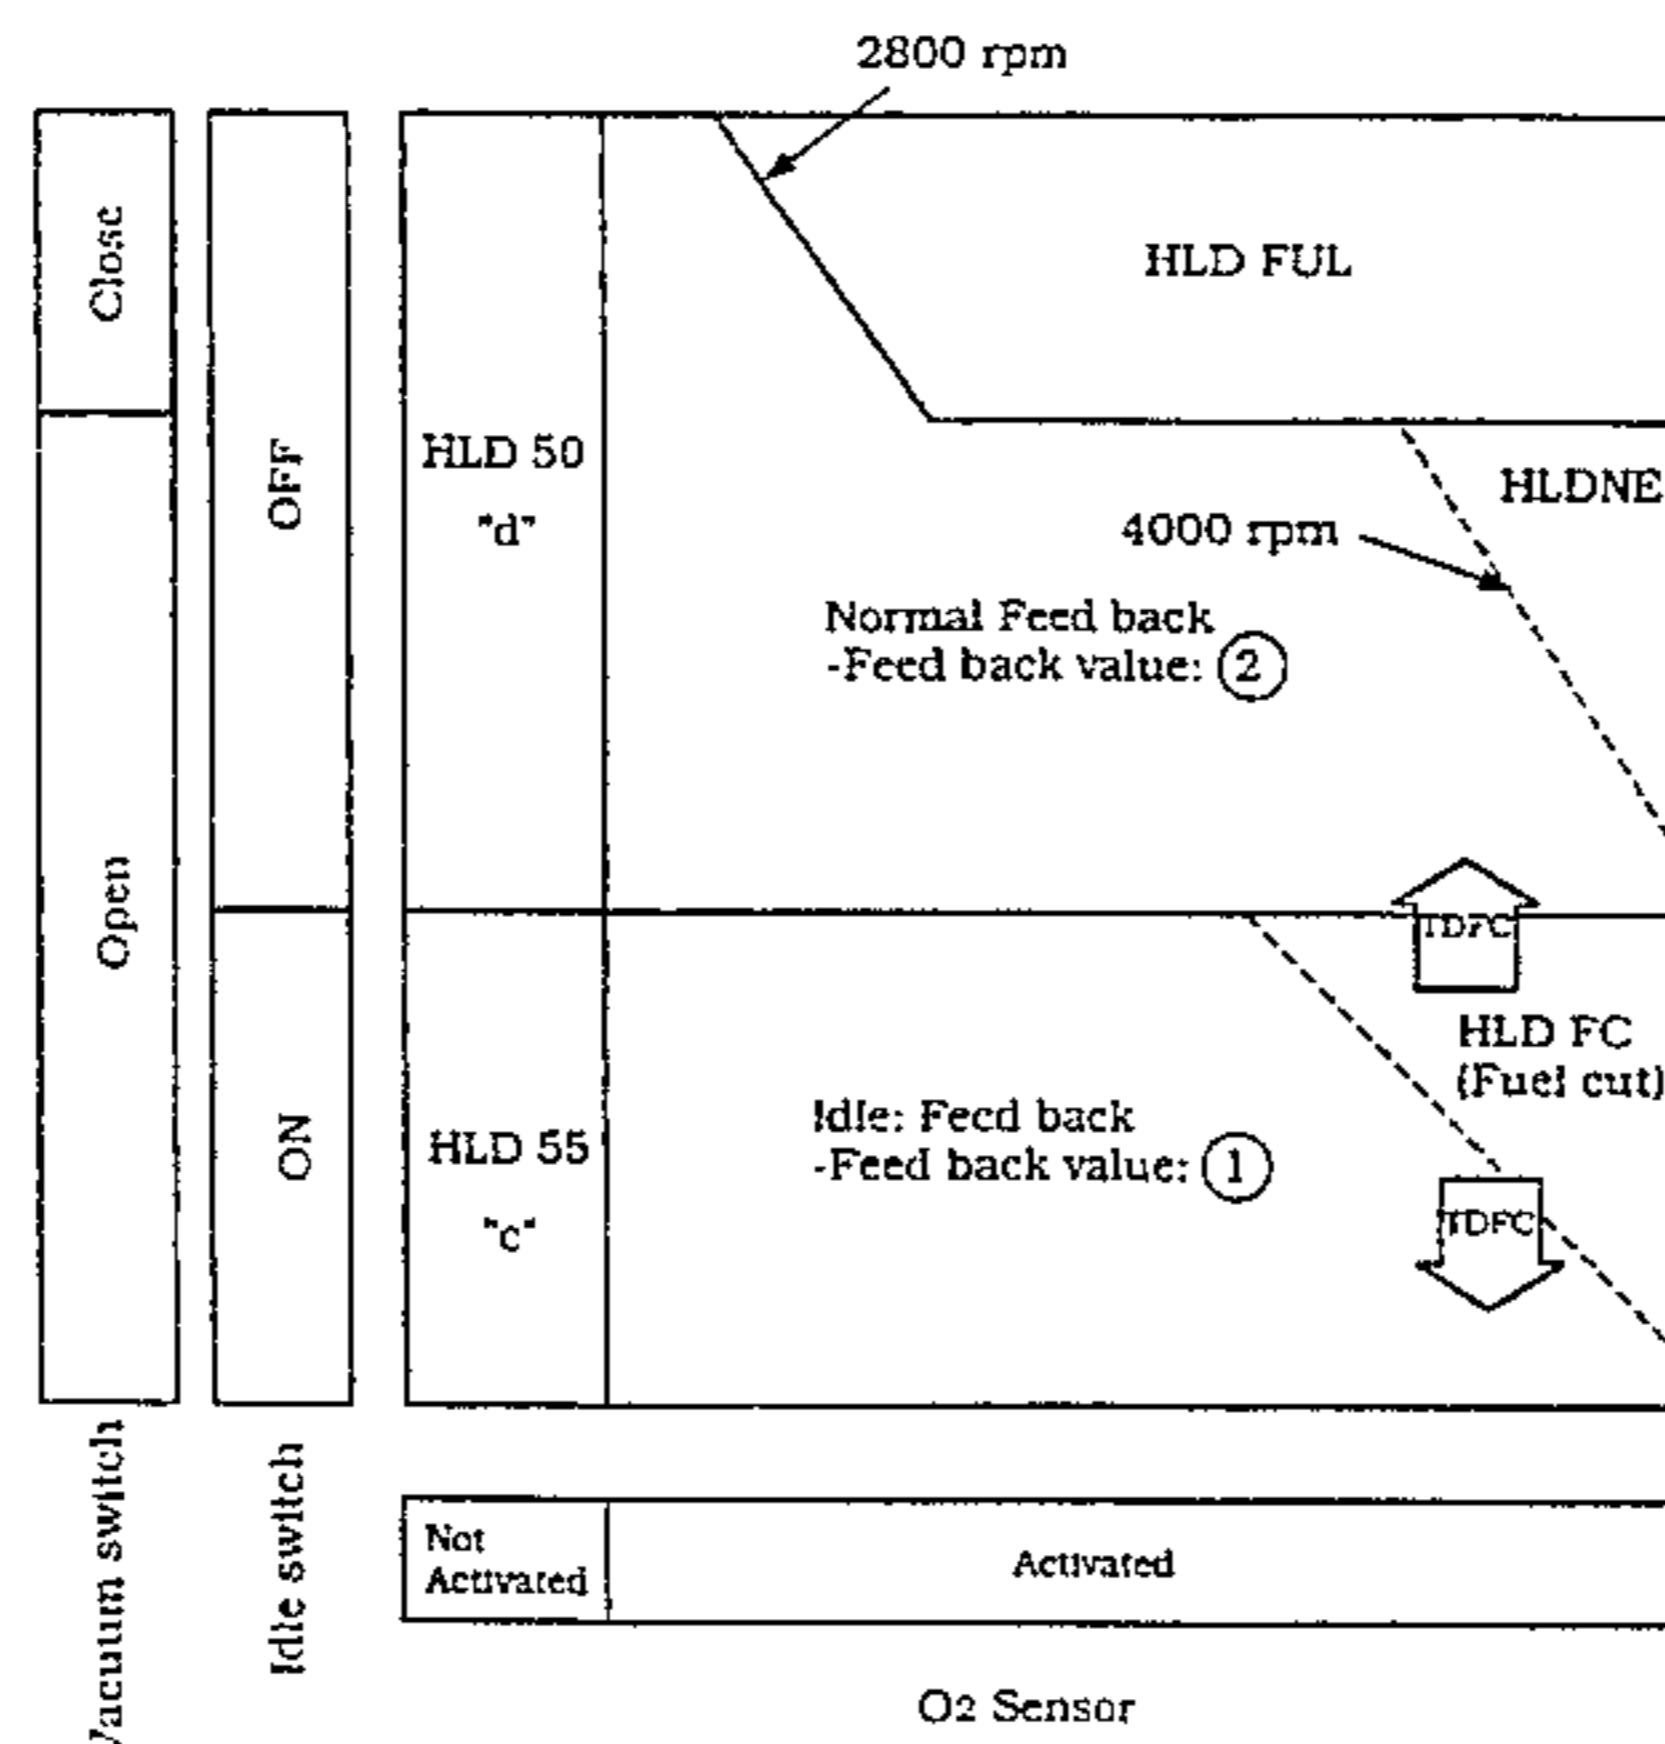 2800 rpm
Close
HLD FUL
OFF
HLD 50
"d"
HLDNE
4000 rpm
Normal Feed back
-Feed back value: 2
Open
TDFC
HLD FC
(Fuel cut)
ON
HLD 55
"c"
Idle: Feed back
-Feed back value: 1
TDFC
Vacuum switch
Idle switch
Not
Activated
Activated
O2 Sensor